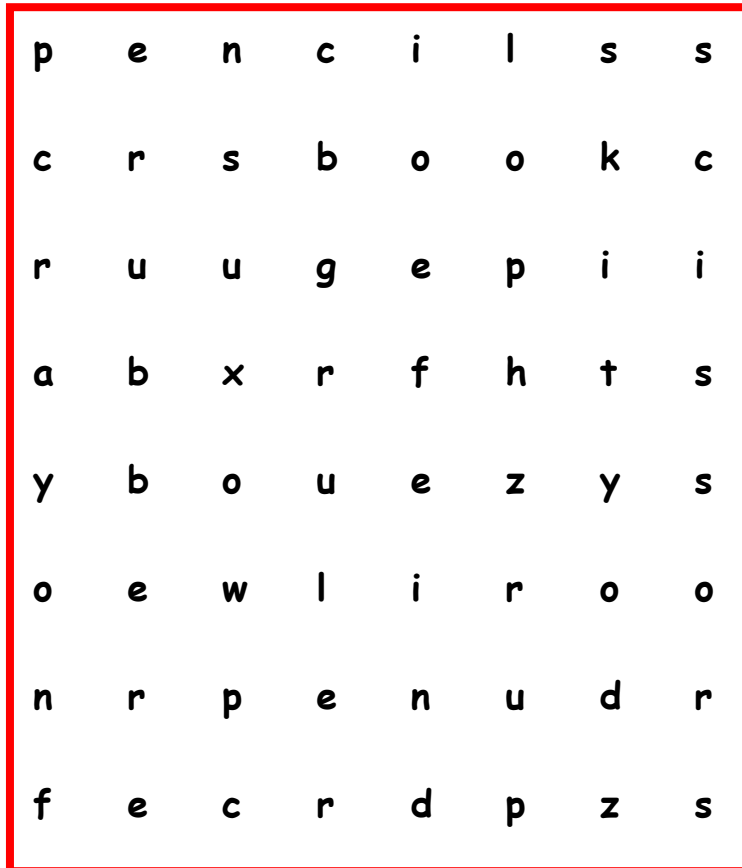 p e n c i l s s
c r s b o o k c
r u u g e p i i
a b x r f h t s
y b o u e z y s
o e w l i r o o
n r p e n u d r
f e c r d p z s